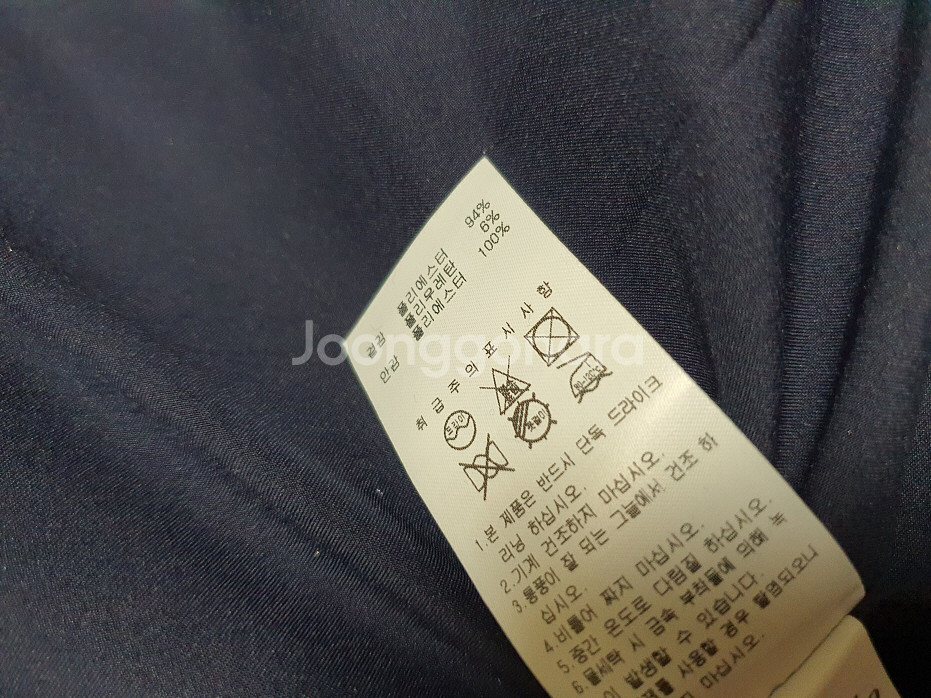 겉감 폴리에스터 94%
폴리우레탄 6%
안감 폴리에스터 100%
Joonggonara
취급 주의 표시 사항
드라이
옷걸이
1.본 제품은 반드시 단독 드라이크
리닝 하십시오.
2.기계 건조하지 마십시오.
3.통풍이 잘 되는 그늘에서 건조 하
십시오.
4.비틀어 짜지 마십시오.
5.중간 온도로 다림질 하십시오.
6.물세탁 시 금속 부착물에 의해 녹
이 발생할 수 있습니다.
를 사용할 경우 촬영되오니
마십시오.